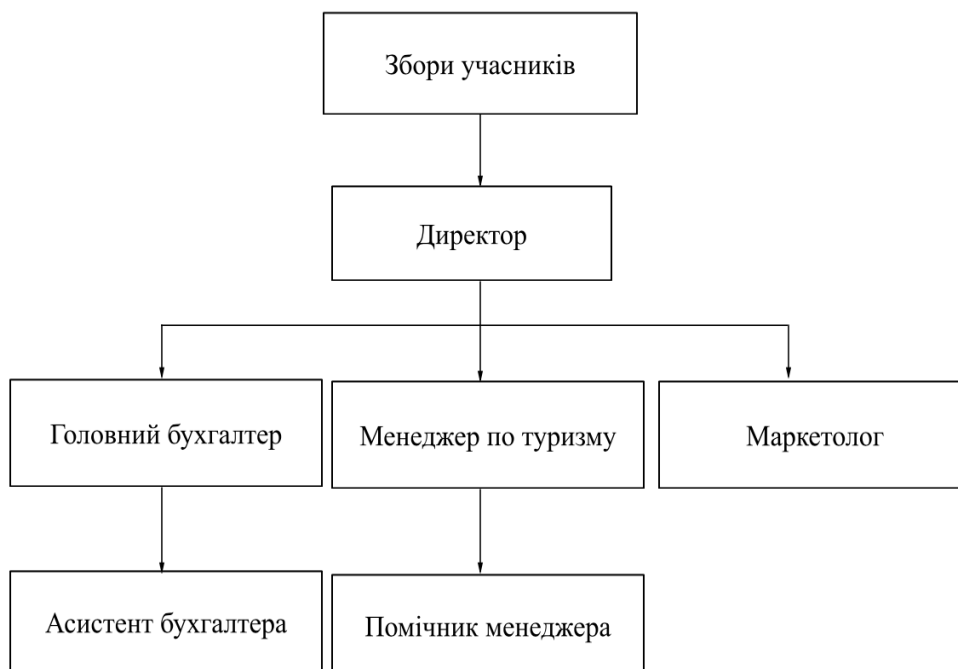 Збори учасників
Директор
Головний бухгалтер
Менеджер по туризму
Маркетолог
Асистент бухгалтера
Помічник менеджера